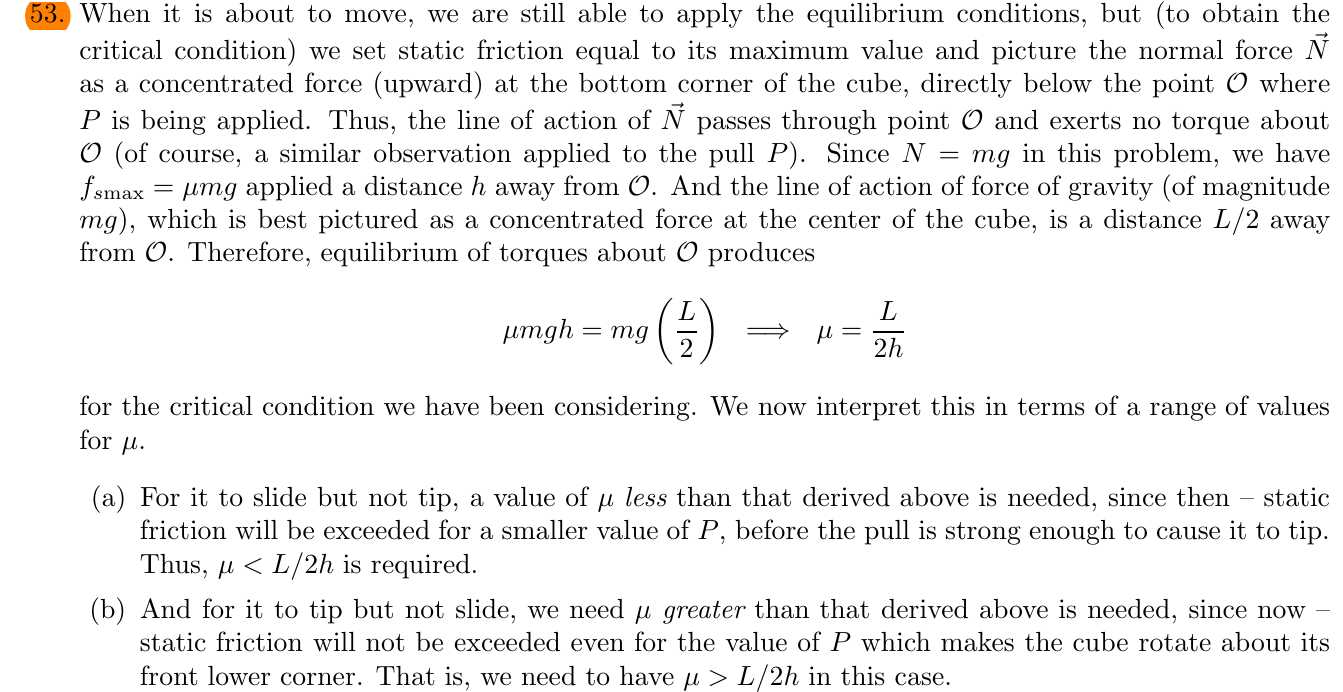 53. When it is about to move, we are still able to apply the equilibrium conditions, but (to obtain the
critical condition) we set static friction equal to its maximum value and picture the normal force $\vec{N}$
as a concentrated force (upward) at the bottom corner of the cube, directly below the point $\mathcal{O}$ where
$P$ is being applied. Thus, the line of action of $\vec{N}$ passes through point $\mathcal{O}$ and exerts no torque about
$\mathcal{O}$ (of course, a similar observation applied to the pull $P$). Since $N = mg$ in this problem, we have
$f_{s\text{max}} = \mu mg$ applied a distance $h$ away from $\mathcal{O}$. And the line of action of force of gravity (of magnitude
$mg$), which is best pictured as a concentrated force at the center of the cube, is a distance $L/2$ away
from $\mathcal{O}$. Therefore, equilibrium of torques about $\mathcal{O}$ produces
$\mu mgh = mg\left(\frac{L}{2}\right) \implies \mu = \frac{L}{2h}$
for the critical condition we have been considering. We now interpret this in terms of a range of values
for $\mu$.
(a) For it to slide but not tip, a value of $\mu$ less than that derived above is needed, since then – static
friction will be exceeded for a smaller value of $P$, before the pull is strong enough to cause it to tip.
Thus, $\mu < L/2h$ is required.
(b) And for it to tip but not slide, we need $\mu$ greater than that derived above is needed, since now –
static friction will not be exceeded even for the value of $P$ which makes the cube rotate about its
front lower corner. That is, we need to have $\mu > L/2h$ in this case.